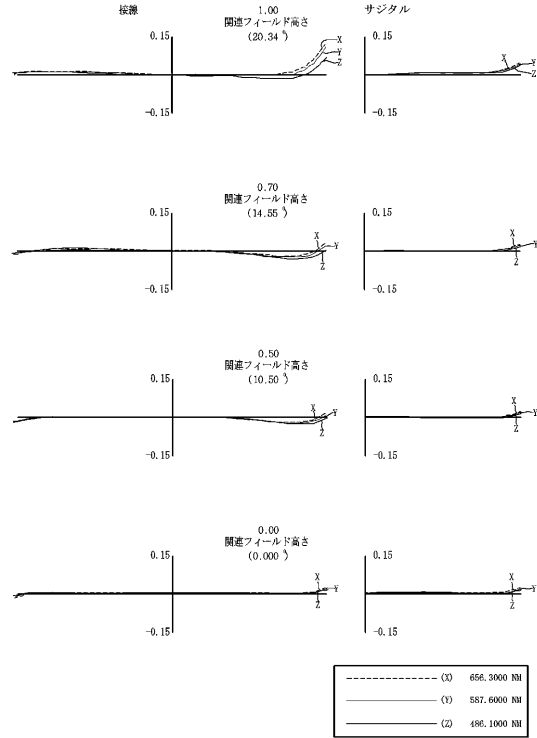 接線 1.00 サジタル
関連フィールド高さ
(20.34 °)
0.15 0.15
X
Y
Z
X
Y
Z
-0.15 -0.15
0.70
関連フィールド高さ
(14.55 °)
0.15 0.15
X
Y
Z
X
Y
Z
-0.15 -0.15
0.50
関連フィールド高さ
(10.50 °)
0.15 0.15
X
Y
Z
X
Y
Z
-0.15 -0.15
0.00
関連フィールド高さ
(0.000 °)
0.15 0.15
X
Y
Z
X
Y
Z
-0.15 -0.15
(X) 656.3000 NM
(Y) 587.6000 NM
(Z) 486.1000 NM